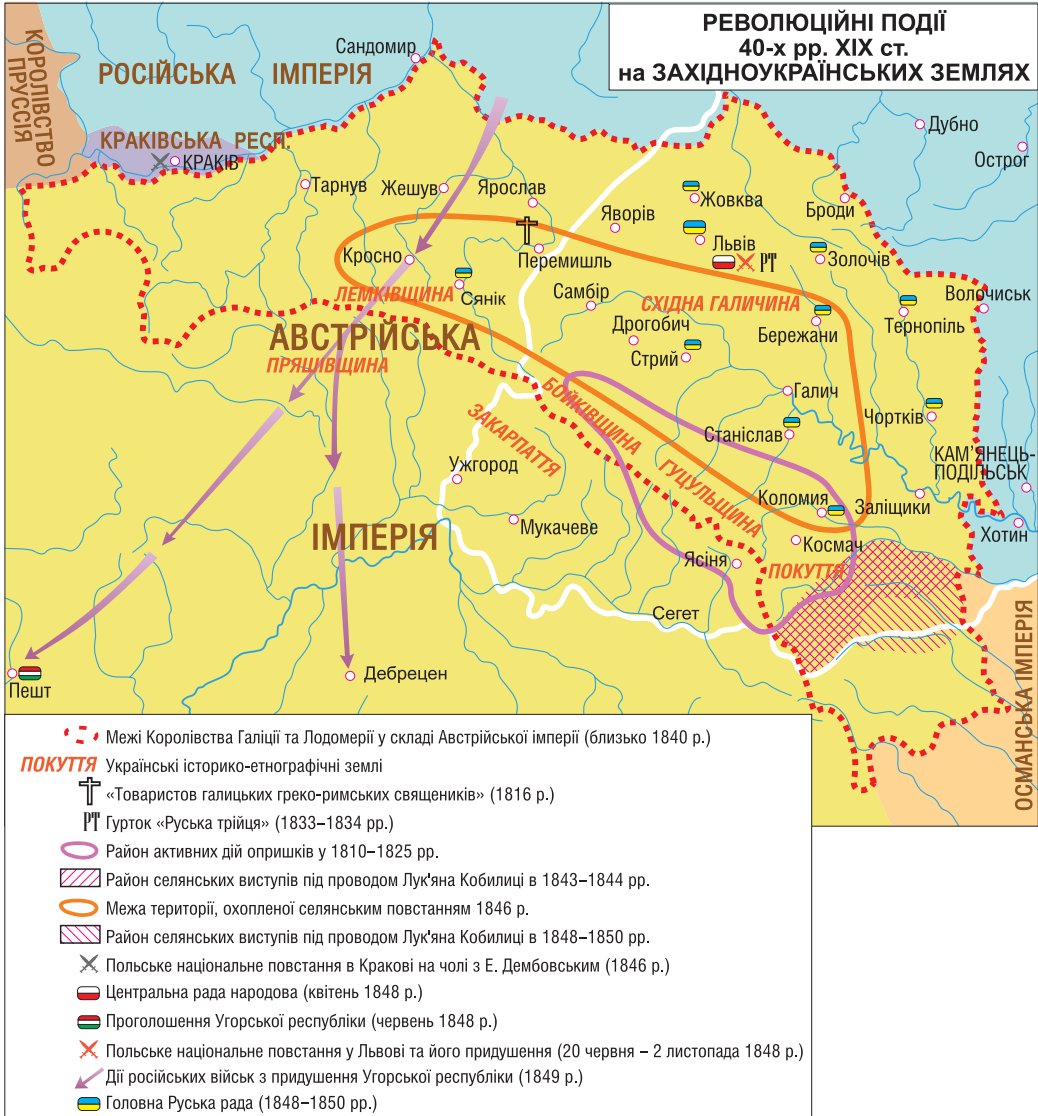 РЕВОЛЮЦІЙНІ ПОДІЇ
40-х рр. XIX ст.
на ЗАХІДНОУКРАЇНСЬКИХ ЗЕМЛЯХ
КОРОЛІВСТВО
ПРУССІЯ
РОСІЙСЬКА ІМПЕРІЯ
Сандомир
КРАКІВСЬКА РЕСП.
КРАКІВ
Дубно
Острог
Тарнув
Жешув
Ярослав
Яворів
Жовква
Броди
Львів
РТ
Золочів
Кросно
Перемишль
ЛЕМКІВЩИНА
Сянік
Самбір
СХІДНА ГАЛИЧИНА
Волочиськ
Тернопіль
Бережани
Дрогобич
Стрий
АВСТРІЙСЬКА
ПРЯШІВЩИНА
БОЙКІВЩИНА
Галич
ЗАКАРПАТТЯ
Станіслав
Чортків
КАМ'ЯНЕЦЬ-
ПОДІЛЬСЬК
Ужгород
ГУЦУЛЬЩИНА
Коломия
Заліщики
Мукачеве
ІМПЕРІЯ
Хотин
Космач
Ясіня
ПОКУТТЯ
Сегет
ОСМАНСЬКА ІМПЕРІЯ
Пешт
Дебрецен
Межі Королівства Галіції та Лодомерії у складі Австрійської імперії (близько 1840 р.)
ПОКУТТЯ Українські історико-етнографічні землі
«Товаристов галицьких греко-римських священиків» (1816 р.)
РТ Гурток «Руська трійця» (1833–1834 рр.)
Район активних дій опришків у 1810–1825 рр.
Район селянських виступів під проводом Лук'яна Кобилиці в 1843–1844 рр.
Межа території, охопленої селянським повстанням 1846 р.
Район селянських виступів під проводом Лук'яна Кобилиці в 1848–1850 рр.
Польське національне повстання в Кракові на чолі з Е. Дембовським (1846 р.)
Центральна рада народова (квітень 1848 р.)
Проголошення Угорської республіки (червень 1848 р.)
Польське національне повстання у Львові та його придушення (20 червня – 2 листопада 1848 р.)
Дії російських військ з придушення Угорської республіки (1849 р.)
Головна Руська рада (1848–1850 рр.)